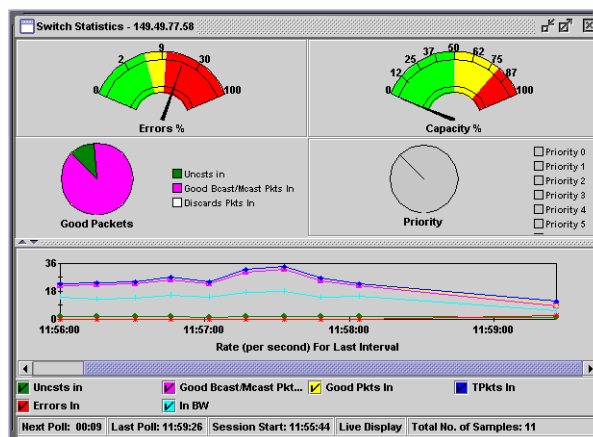 Switch Statistics - 149.49.77.58
0 2 9 30 100
Errors %
0 12 25 37 50 62 75 87
Capacity %
Uncsts in
Good Bcast/Mcast Pkts In
Discards Pkts In
Good Packets
Priority 0
Priority 1
Priority 2
Priority 3
Priority 4
Priority 5
Priority
36
18
0
11:56:00 11:57:00 11:58:00 11:59:00
Rate (per second) For Last Interval
Uncsts in Good Bcast/Mcast Pkt... Good Pkts In TPkts In
Errors In In BW
Next Poll: 00:09 Last Poll: 11:59:26 Session Start: 11:55:44 Live Display Total No. of Samples: 11